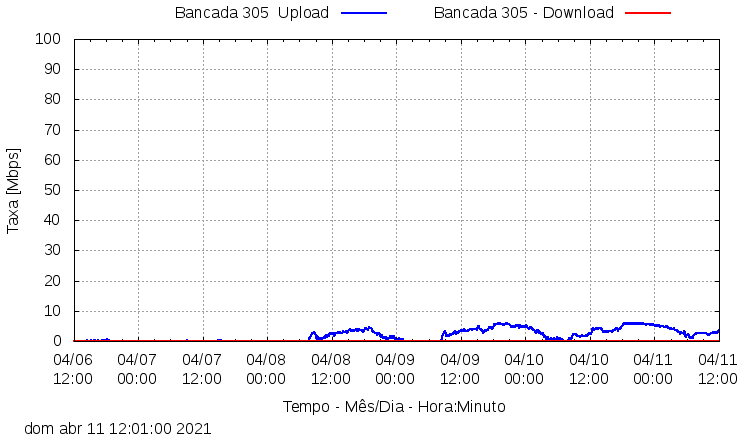 Bancada 305  Upload
Bancada 305 - Download
100
90
80
70
60
50
40
30
20
10
0
Taxa [Mbps]
04/06 04/07 04/07 04/08 04/08 04/09 04/09 04/10 04/10 04/11 04/11
12:00 00:00 12:00 00:00 12:00 00:00 12:00 00:00 12:00 00:00 12:00
Tempo - Mês/Dia - Hora:Minuto
dom abr 11 12:01:00 2021